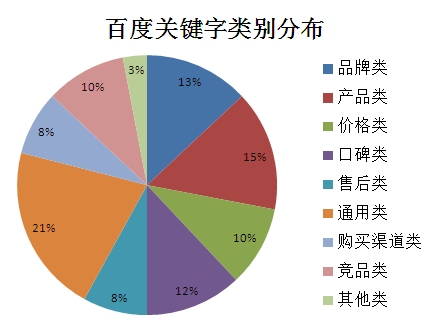 百度关键字类别分布
13%
15%
10%
12%
8%
21%
8%
10%
3%
品牌类
产品类
价格类
口碑类
售后类
通用类
购买渠道类
竞品类
其他类